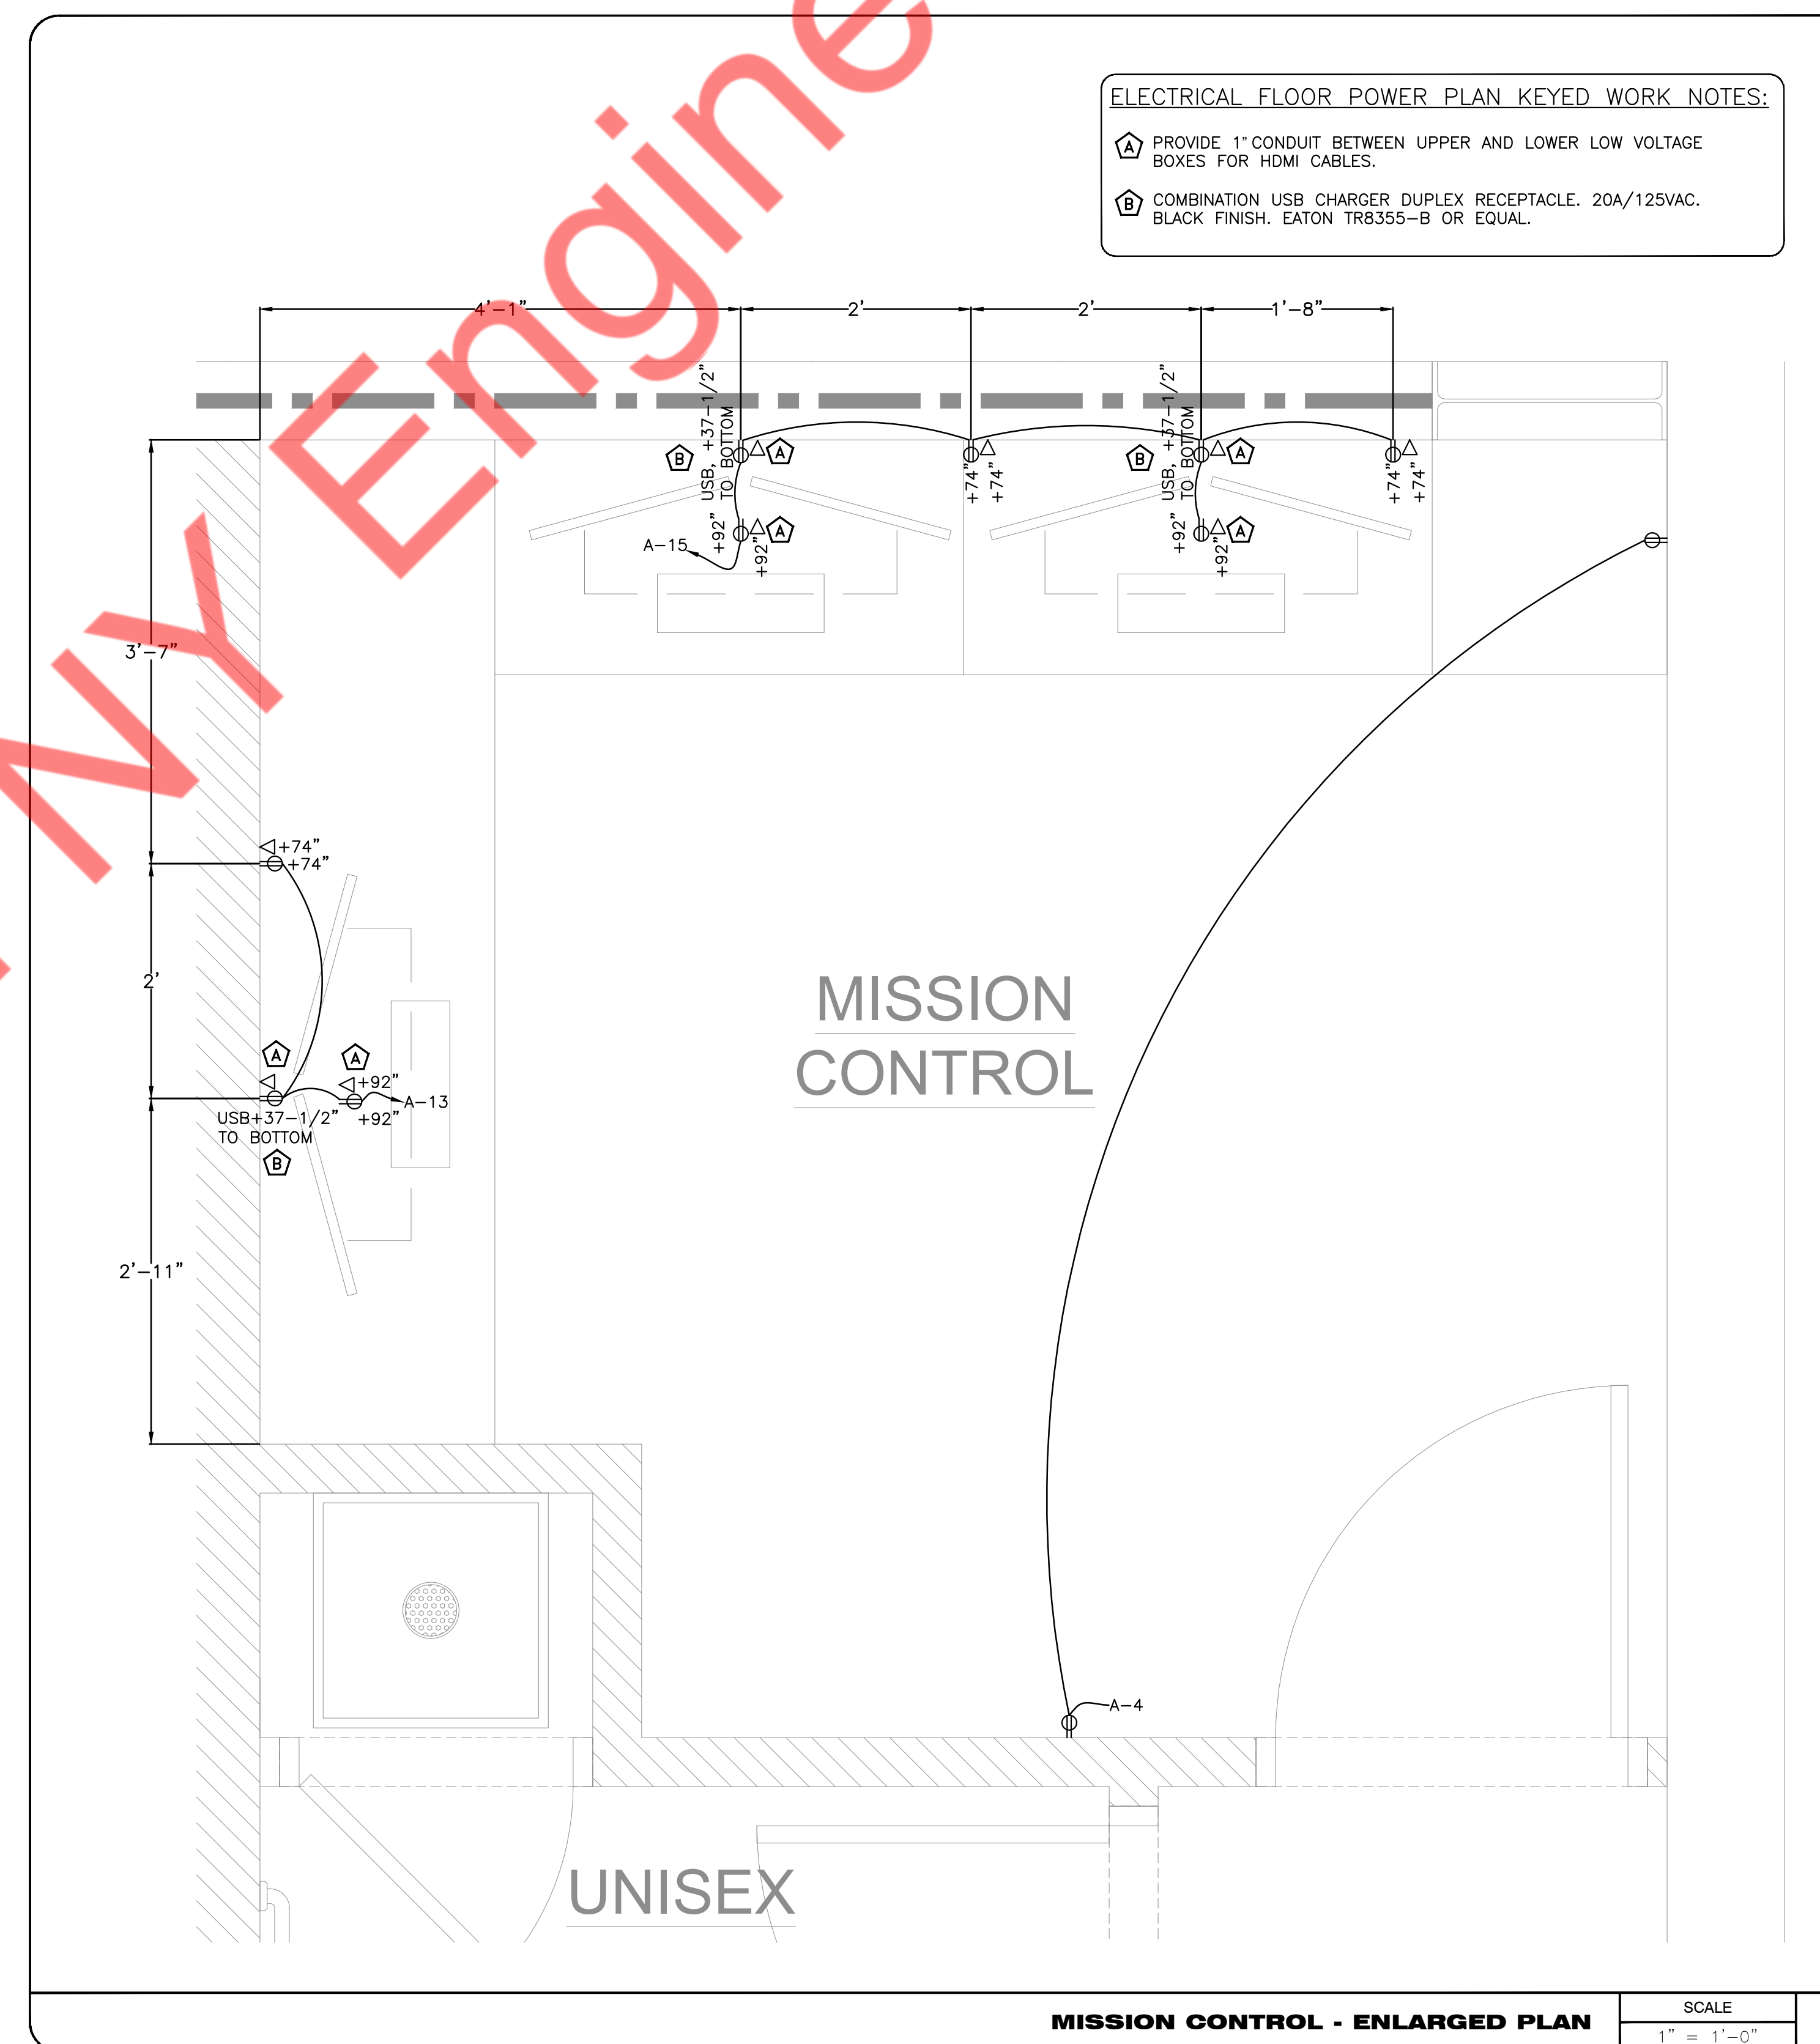 NY Engine
ELECTRICAL FLOOR POWER PLAN KEYED WORK NOTES:
A PROVIDE 1" CONDUIT BETWEEN UPPER AND LOWER LOW VOLTAGE
BOXES FOR HDMI CABLES.
B COMBINATION USB CHARGER DUPLEX RECEPTACLE. 20A/125VAC.
BLACK FINISH. EATON TR8355-B OR EQUAL.
4'-1"
2'
2'
1'-8"
USB, +37-1/2"
TO BOTTOM
B
A
+74"
+74"
USB, +37-1/2"
TO BOTTOM
B
A
+74"
+74"
+92"
+92"
A
A-15
+92"
+92"
A
3'-7"
+74"
+74"
2'
MISSION
CONTROL
A
A
+92"
A-13
+92"
USB+37-1/2"
TO BOTTOM
B
2'-11"
A-4
UNISEX
MISSION CONTROL - ENLARGED PLAN
SCALE
1" = 1'-0"